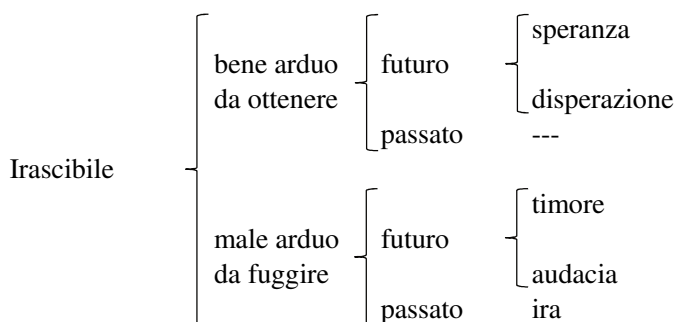 speranza
bene arduo
da ottenere
futuro
disperazione
passato
---
Irascibile
timore
male arduo
da fuggire
futuro
audacia
passato
ira